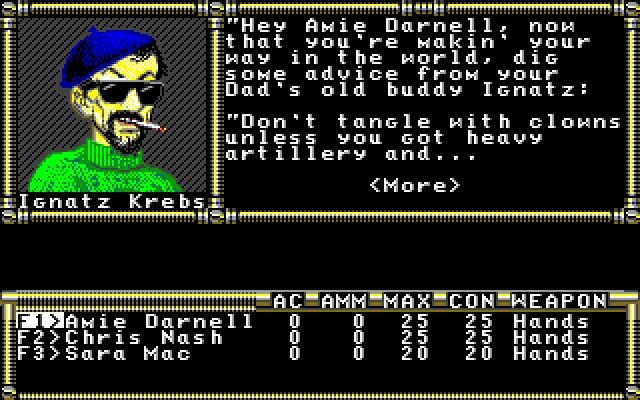 "Hey Amie Darnell, now
that you're makin' your
way in the world, dig
some advice from your
Dad's old buddy Ignatz:
"Don't tangle with clowns
unless you got heavy
artillery and...
<More>
Ignatz Krebs
AC AMM MAX CON WEAPON
F1>Amie Darnell 0 0 25 25 Hands
F2>Chris Nash 0 0 25 25 Hands
F3>Sara Mac 0 0 20 20 Hands